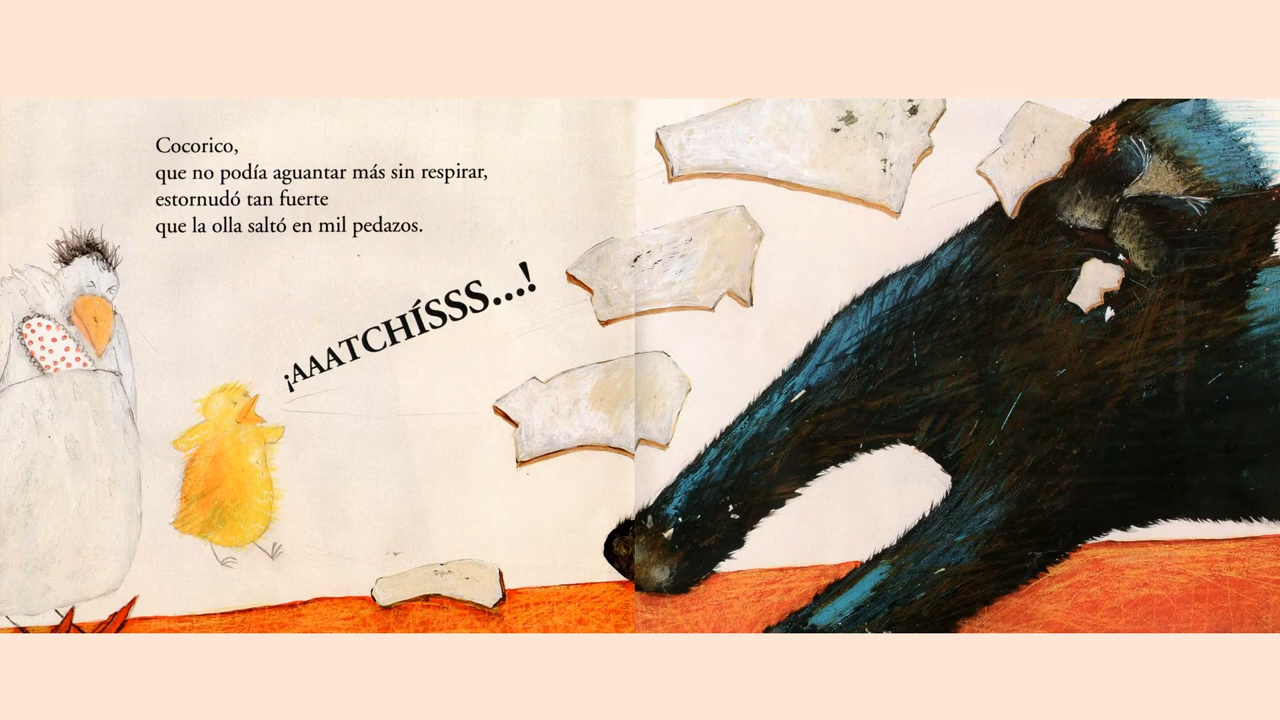 Cocorico,
que no podía aguantar más sin respirar,
estornudó tan fuerte
que la olla saltó en mil pedazos.
¡AAATCHÍSSS...!